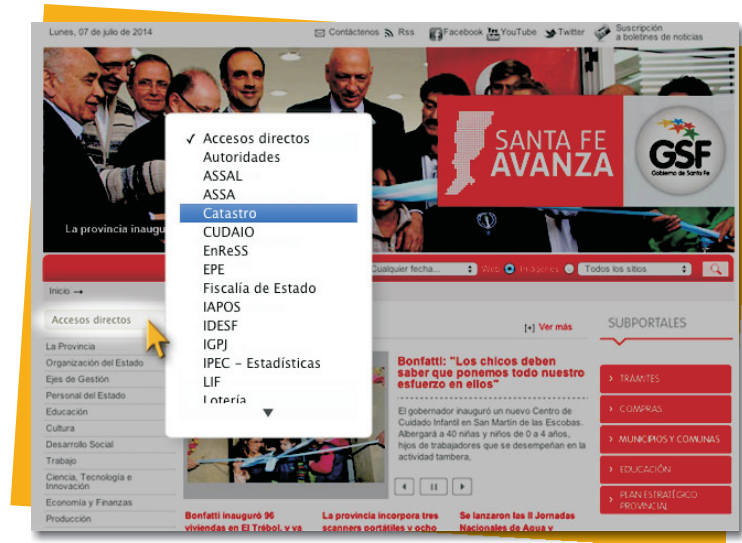 Lunes, 07 de julio de 2014
Contáctenos
Rss
Facebook
YouTube
Twitter
Suscripción
a boletines de noticias
SANTA FE
AVANZA
GSF
Gobierno de Santa Fe
La provincia inaugu
✓ Accesos directos
Autoridades
ASSAL
ASSA
Catastro
CUDAIO
EnReSS
EPE
Fiscalía de Estado
IAPOS
IDESF
IGPJ
IPEC – Estadísticas
LIF
Lotería
Cualquier fecha...
Web
Imágenes
Todos los sitios
Inicio →
Accesos directos
La Provincia
Organización del Estado
Ejes de Gestión
Personal del Estado
Educación
Cultura
Desarrollo Social
Trabajo
Ciencia, Tecnología e
Innovación
Economía y Finanzas
Producción
[+] Ver más
Bonfatti: "Los chicos deben
saber que ponemos todo nuestro
esfuerzo en ellos"
El gobernador inauguró un nuevo Centro de
Cuidado Infantil en San Martín de las Escobas.
Albergará a 40 niñas y niños de 0 a 4 años,
hijos de trabajadores que se desempeñan en la
actividad tambera,
Bonfatti inauguró 96
viviendas en El Trébol, y va
La provincia incorpora tres
scanners portátiles y ocho
Se lanzaron las II Jornadas
Nacionales de Agua y
SUBPORTALES
> TRÁMITES
> COMPRAS
> MUNICIPIOS Y COMUNAS
> EDUCACIÓN
> PLAN ESTRATÉGICO
PROVINCIAL